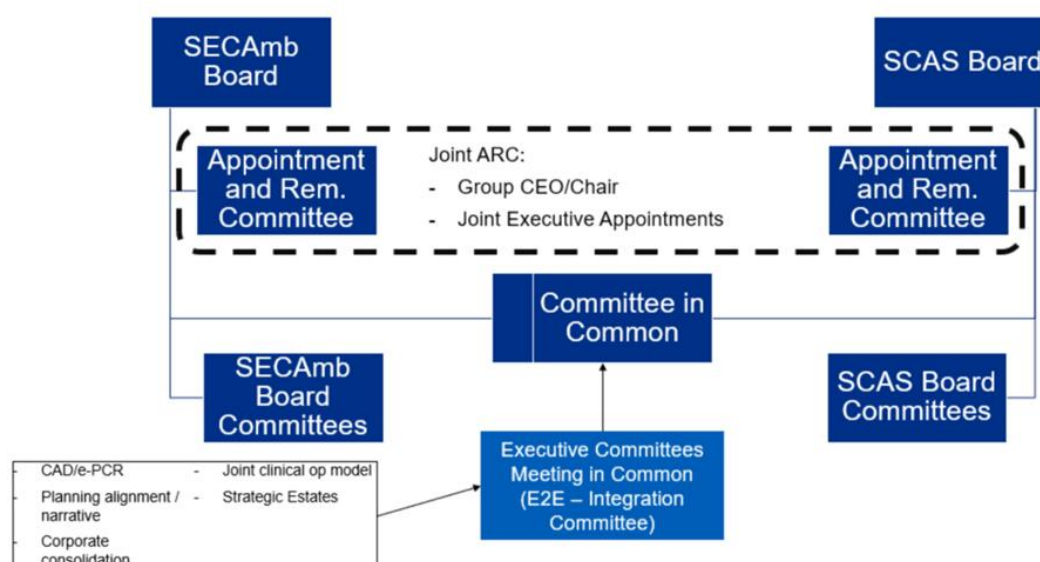 SECAmb
Board
SCAS Board
Appointment
and Rem.
Committee
Joint ARC:
- Group CEO/Chair
- Joint Executive Appointments
Appointment
and Rem.
Committee
Committee in
Common
SECAmb
Board
Committees
SCAS Board
Committees
Executive Committees
Meeting in Common
(E2E – Integration
Committee)
- CAD/e-PCR
- Planning alignment /
narrative
- Corporate
consolidation
- Joint clinical op model
- Strategic Estates